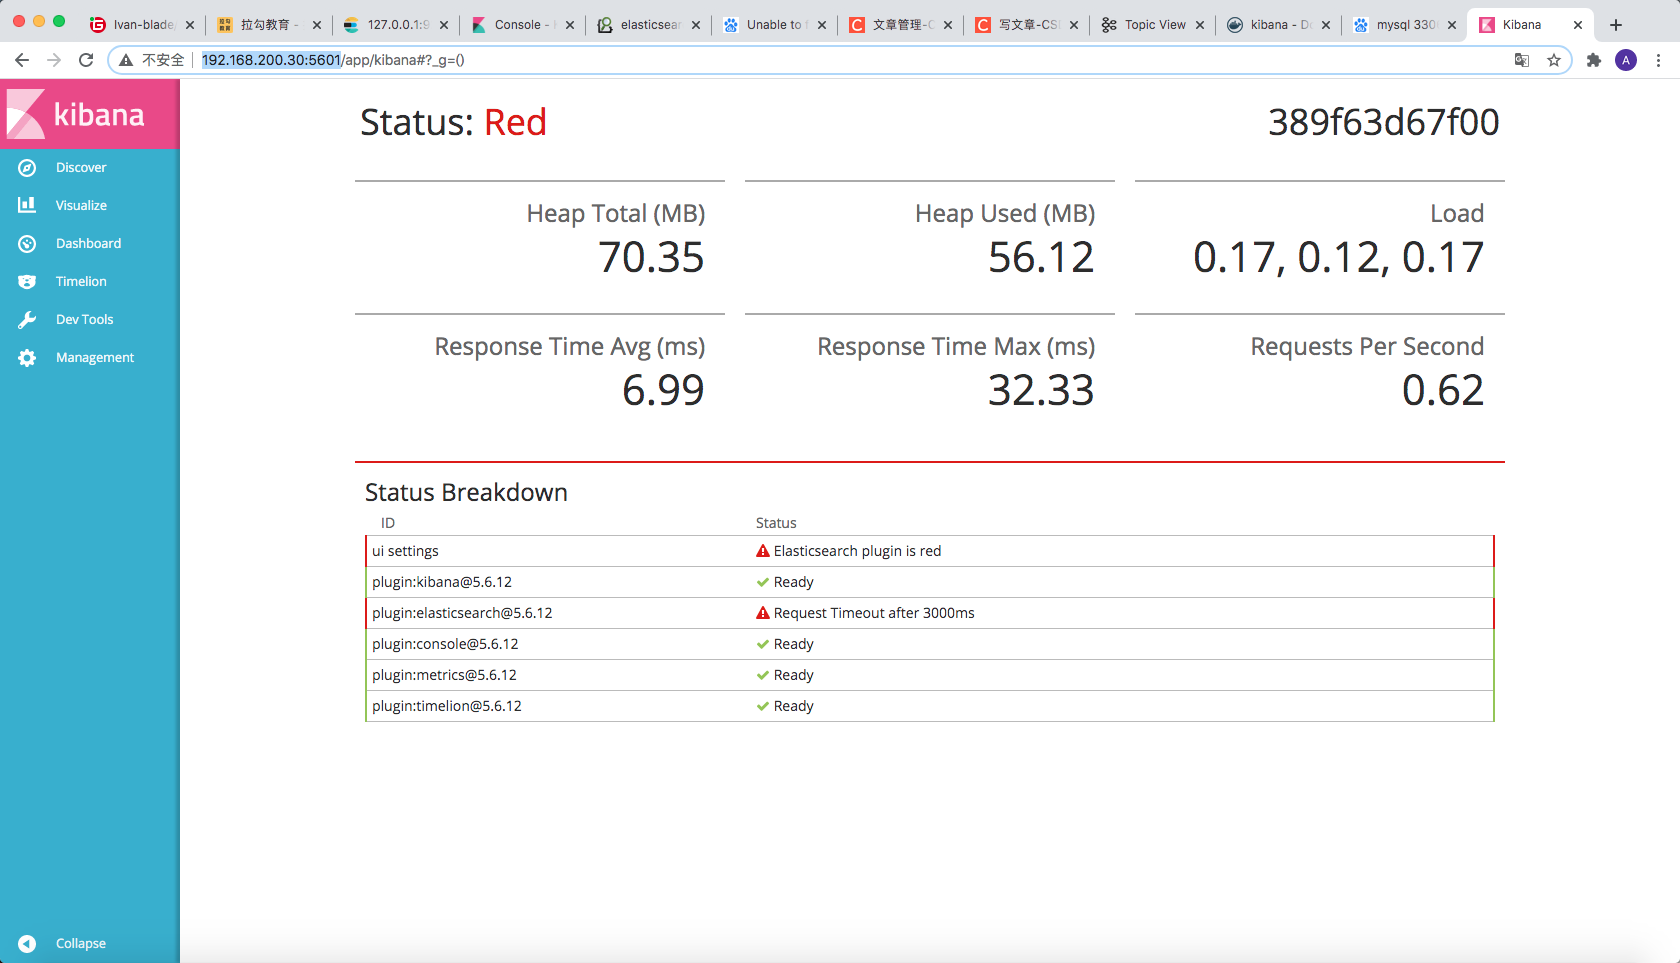 Ivan-blade
拉勾教育 -
127.0.0.1:9
Console -
elasticsear
Unable to f
文章管理-C
写文章-CS
Topic View
kibana - D
mysql 330
Kibana
不安全
192.168.200.30:5601/app/kibana#?_g=()
A
kibana
Discover
Visualize
Dashboard
Timelion
Dev Tools
Management
Collapse
Status: Red
389f63d67f00
Heap Total (MB)
70.35
Heap Used (MB)
56.12
Load
0.17, 0.12, 0.17
Response Time Avg (ms)
6.99
Response Time Max (ms)
32.33
Requests Per Second
0.62
Status Breakdown
ID Status
ui settings Elasticsearch plugin is red
plugin:kibana@5.6.12 Ready
plugin:elasticsearch@5.6.12 Request Timeout after 3000ms
plugin:console@5.6.12 Ready
plugin:metrics@5.6.12 Ready
plugin:timelion@5.6.12 Ready